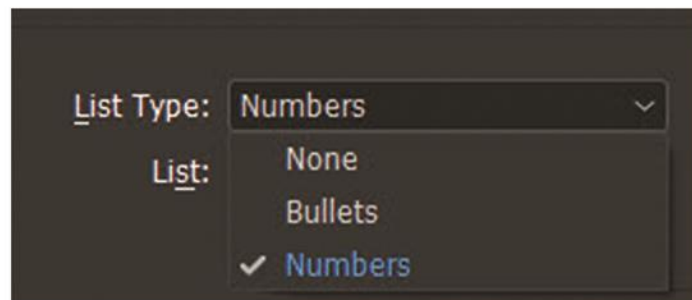 List Type: Numbers
None
List:
Bullets
Numbers